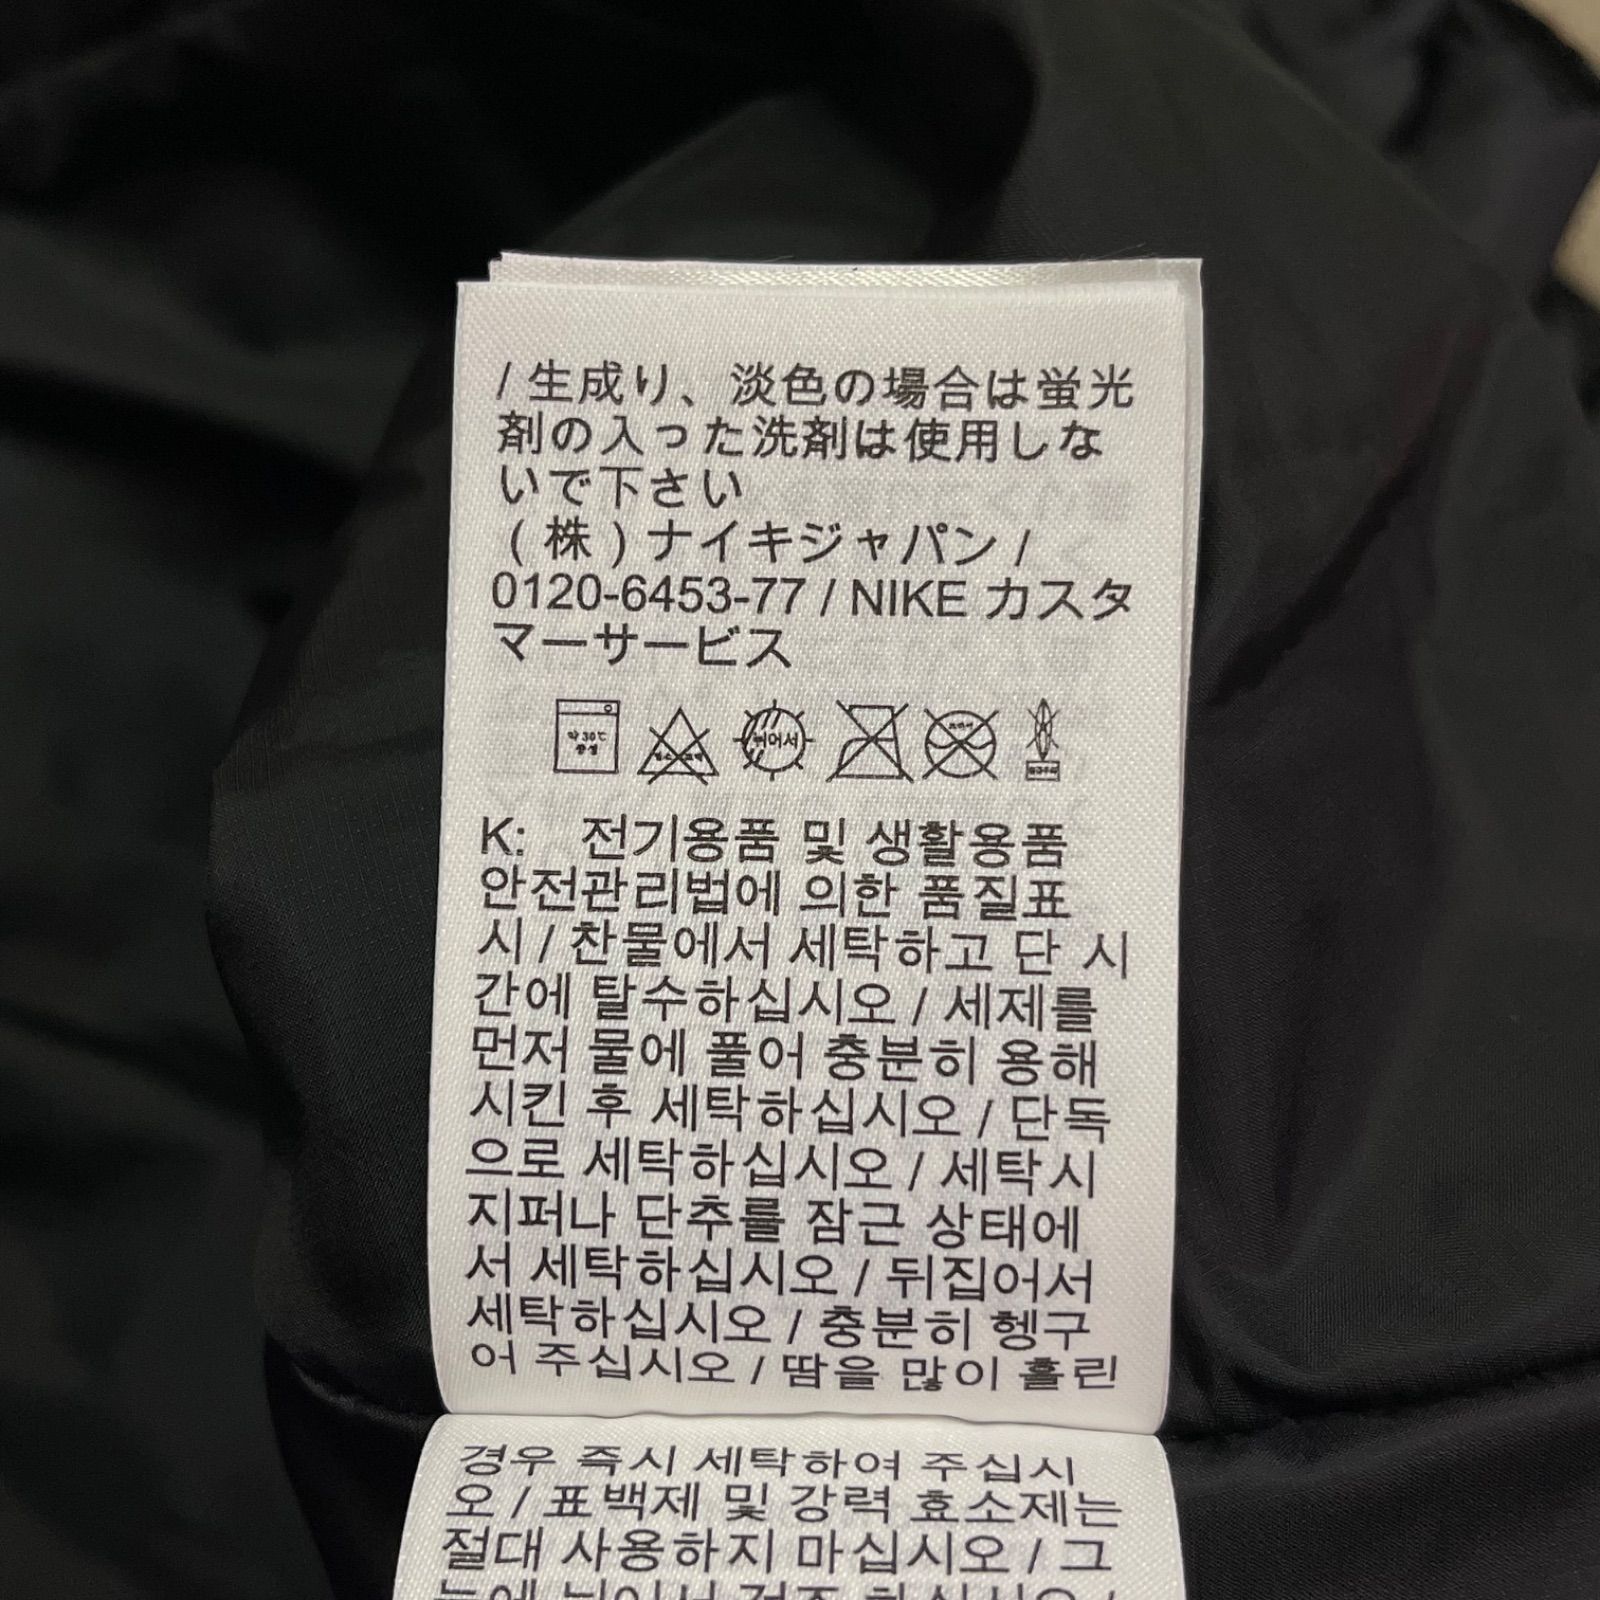 / 生成り、淡色の場合は蛍光
剤の入った洗剤は使用しな
いで下さい
（株）ナイキジャパン /
0120-6453-77 / NIKE カスタ
マーサービス
약 30℃
중성
뉘어서
K: 전기용품 및 생활용품
안전관리법에 의한 품질표
시 / 찬물에서 세탁하고 단 시
간에 탈수하십시오 / 세제를
먼저 물에 풀어 충분히 용해
시킨 후 세탁하십시오 / 단독
으로 세탁하십시오 / 세탁시
지퍼나 단추를 잠근 상태에
서 세탁하십시오 / 뒤집어서
세탁하십시오 / 충분히 헹구
어 주십시오 / 땀을 많이 흘린
경우 즉시 세탁하여 주십시
오 / 표백제 및 강력 효소제는
절대 사용하지 마십시오 / 그